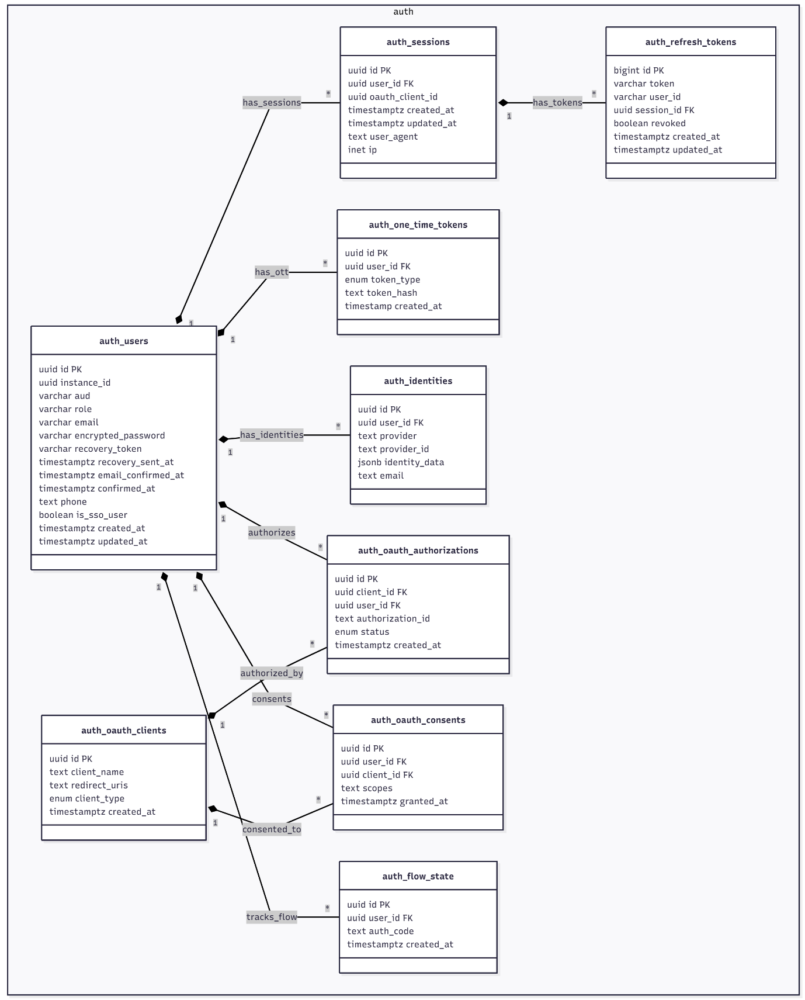 auth
auth_sessions
uuid id PK
uuid user_id FK
uuid oauth_client_id
timestamptz created_at
timestamptz updated_at
text user_agent
inet ip
auth_refresh_tokens
bigint id PK
varchar token
varchar user_id
uuid session_id FK
boolean revoked
timestamptz created_at
timestamptz updated_at
has_sessions
*
1
has_tokens
*
1
auth_one_time_tokens
uuid id PK
uuid user_id FK
enum token_type
text token_hash
timestamp created_at
has_ott
*
1
auth_users
uuid id PK
uuid instance_id
varchar aud
varchar role
varchar email
varchar encrypted_password
varchar recovery_token
timestamptz recovery_sent_at
timestamptz email_confirmed_at
timestamptz confirmed_at
text phone
boolean is_sso_user
timestamptz created_at
timestamptz updated_at
auth_identities
uuid id PK
uuid user_id FK
text provider
text provider_id
jsonb identity_data
text email
has_identities
*
1
authorizes
*
1
auth_oauth_authorizations
uuid id PK
uuid client_id FK
uuid user_id FK
text authorization_id
enum status
timestamptz created_at
1
1
*
authorized_by
1
consents
*
auth_oauth_clients
uuid id PK
text client_name
text redirect_uris
enum client_type
timestamptz created_at
auth_oauth_consents
uuid id PK
uuid user_id FK
uuid client_id FK
text scopes
timestamptz granted_at
*
1
consented_to
auth_flow_state
uuid id PK
uuid user_id FK
text auth_code
timestamptz created_at
tracks_flow
*